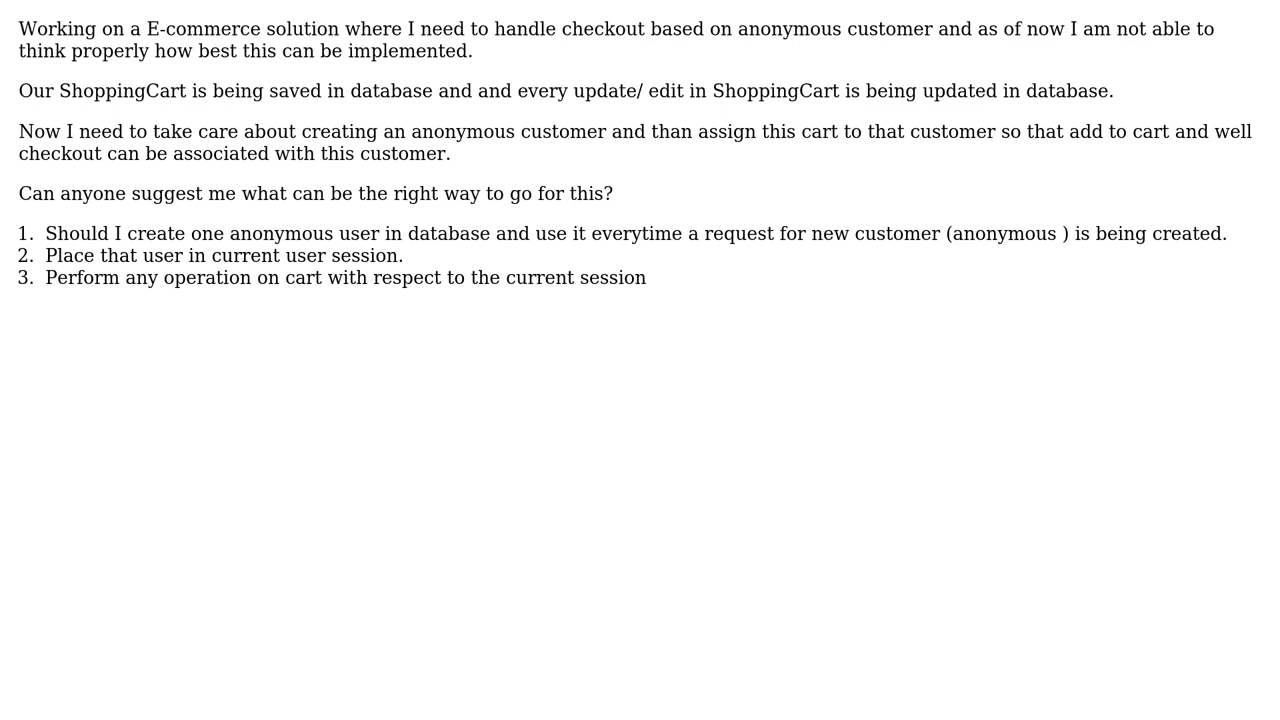 Working on a E-commerce solution where I need to handle checkout based on anonymous customer and as of now I am not able to
think properly how best this can be implemented.
Our ShoppingCart is being saved in database and and every update/ edit in ShoppingCart is being updated in database.
Now I need to take care about creating an anonymous customer and than assign this cart to that customer so that add to cart and well
checkout can be associated with this customer.
Can anyone suggest me what can be the right way to go for this?
1. Should I create one anonymous user in database and use it everytime a request for new customer (anonymous ) is being created.
2. Place that user in current user session.
3. Perform any operation on cart with respect to the current session